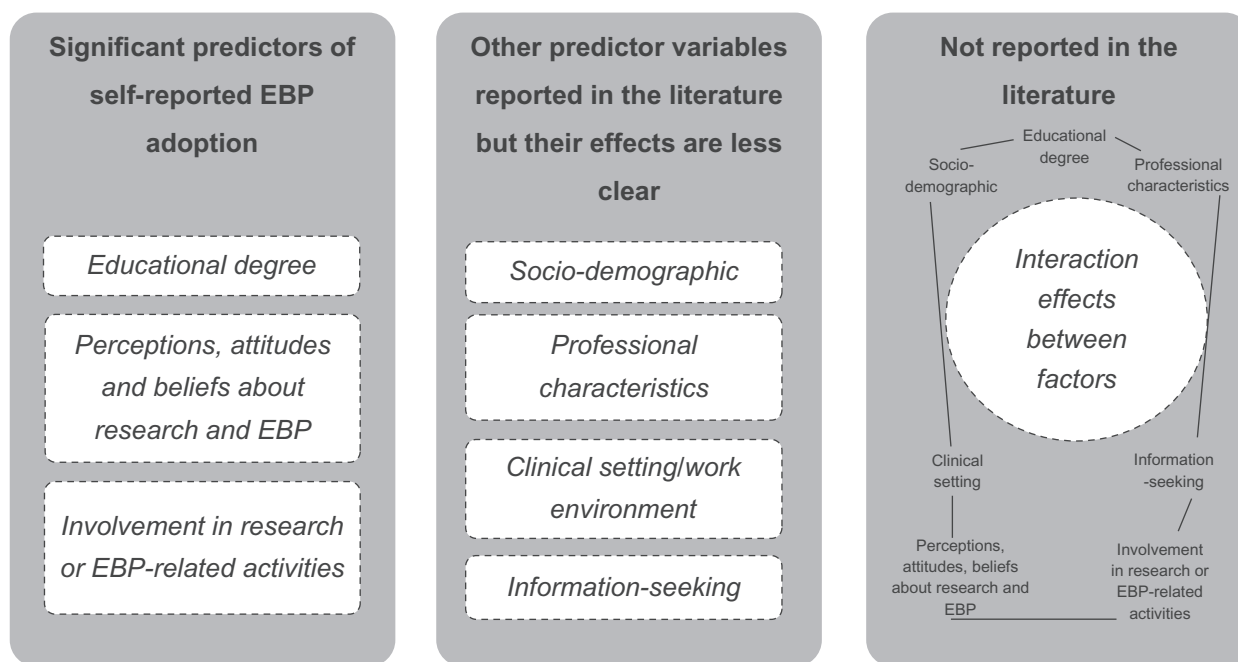 Significant predictors of
self-reported EBP
adoption
Educational degree
Perceptions, attitudes
and beliefs about
research and EBP
Involvement in research
or EBP-related activities
Other predictor variables
reported in the literature
but their effects are less
clear
Socio-demographic
Professional
characteristics
Clinical setting/work
environment
Information-seeking
Not reported in the
literature
Educational
degree
Socio-
demographic
Professional
characteristics
Interaction
effects
between
factors
Clinical
setting
Information
-seeking
Perceptions,
attitudes, beliefs
about research and
EBP
Involvement
in research or
EBP-related
activities